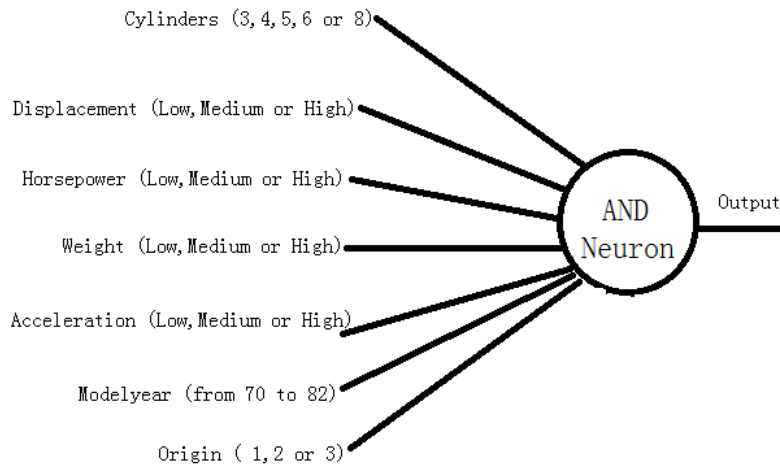 Cylinders (3,4,5,6 or 8)
Displacement (Low,Medium or High)
Horsepower (Low,Medium or High)
Weight (Low,Medium or High)
Acceleration (Low,Medium or High)
Modelyear (from 70 to 82)
Origin ( 1,2 or 3)
AND
Neuron
Output